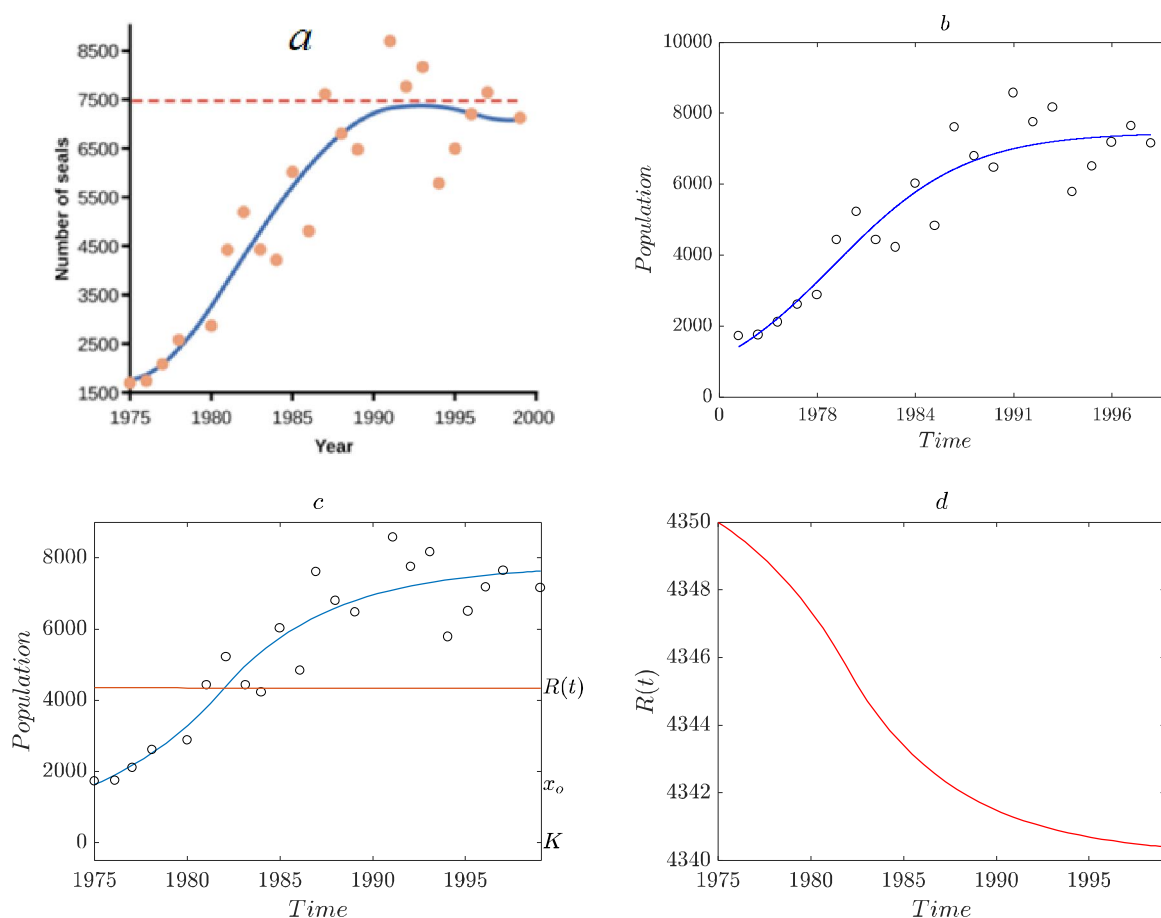 a
8500
7500
6500
5500
4500
3500
2500
1500
Number of seals
1975 1980 1985 1990 1995 2000
Year
b
10000
8000
6000
4000
2000
0
Population
0 1978 1984 1991 1996
Time
c
8000
6000
4000
2000
0
Population
R(t)
x₀
K
1975 1980 1985 1990 1995
Time
d
4350
4348
4346
4343
4342
4340
R(t)
1975 1980 1985 1990 1995
Time